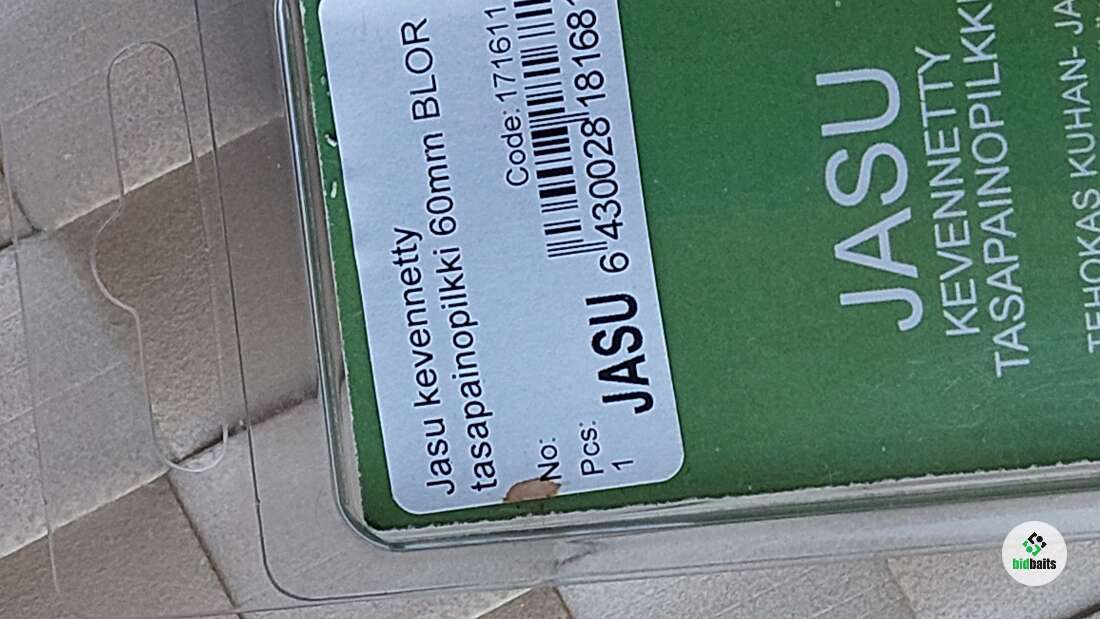 Jasu kevennetty
tasapainopilkki 60mm BLOR
Code: 171611
No:
Pcs:
1
JASU
6 430028 18168
JASU
KEVENNETTY
TASAPAINOPILKKI
TEHOKAS KUHAN- JA
bidbaits